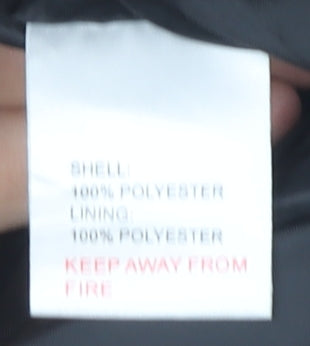 SHELL:
100% POLYESTER
LINING:
100% POLYESTER
KEEP AWAY FROM
FIRE